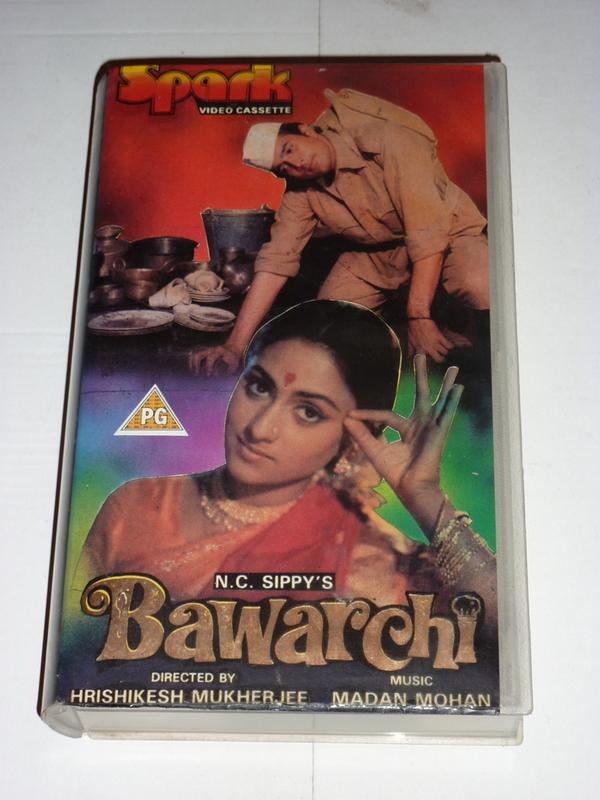 Spark
VIDEO CASSETTE
PG
N.C. SIPPY'S
Bawarchi
DIRECTED BY
HRISHIKESH MUKHERJEE
MUSIC
MADAN MOHAN